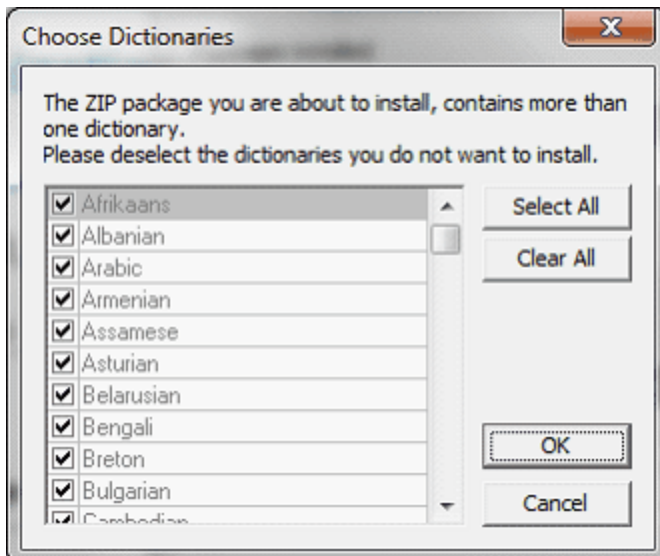 Choose Dictionaries
The ZIP package you are about to install, contains more than
one dictionary.
Please deselect the dictionaries you do not want to install.
Afrikaans
Albanian
Arabic
Armenian
Assamese
Asturian
Belarusian
Bengali
Breton
Bulgarian
Cambodian
Select All
Clear All
OK
Cancel